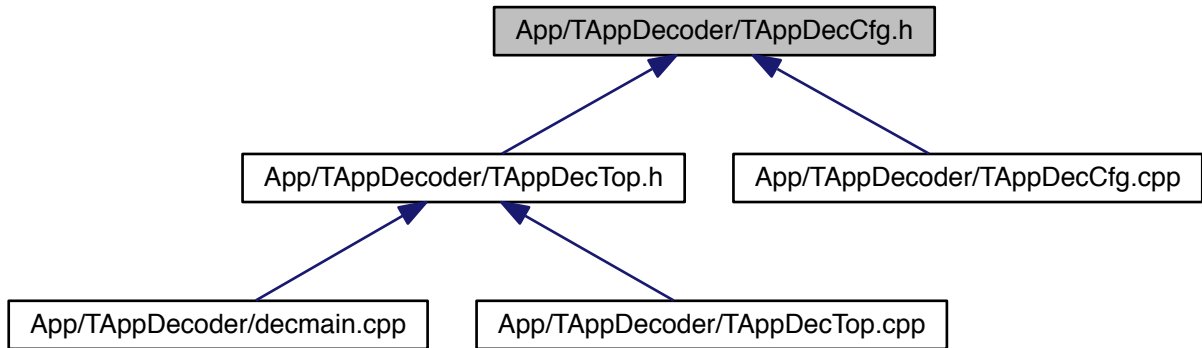 App/TAppDecoder/TAppDecCfg.h
App/TAppDecoder/TAppDecTop.h
App/TAppDecoder/TAppDecCfg.cpp
App/TAppDecoder/decmain.cpp
App/TAppDecoder/TAppDecTop.cpp